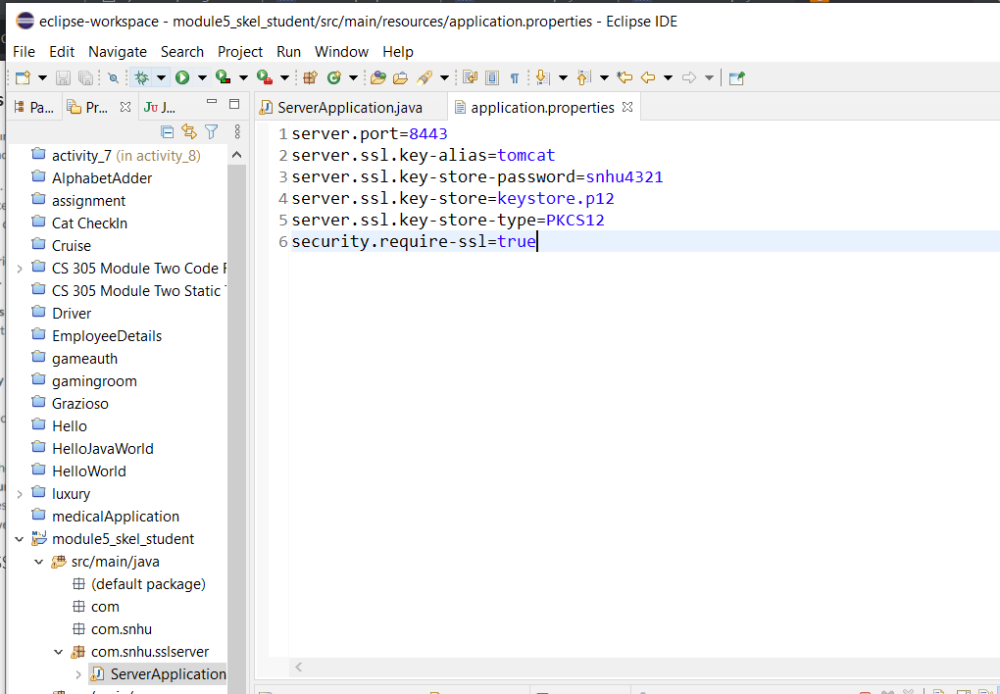 eclipse-workspace - module5_skel_student/src/main/resources/application.properties - Eclipse IDE
File Edit Navigate Search Project Run Window Help
Pa... Pr... JU J...
ServerApplication.java application.properties
1 server.port=8443
2 server.ssl.key-alias=tomcat
3 server.ssl.key-store-password=snhu4321
4 server.ssl.key-store=keystore.p12
5 server.ssl.key-store-type=PKCS12
6 security.require-ssl=true
activity_7 (in activity_8)
AlphabetAdder
assignment
Cat CheckIn
Cruise
CS 305 Module Two Code
CS 305 Module Two Static
Driver
EmployeeDetails
gameauth
gamingroom
Grazioso
Hello
HelloJavaWorld
HelloWorld
luxury
medicalApplication
module5_skel_student
src/main/java
(default package)
com
com.snhu
com.snhu.sslserver
ServerApplication